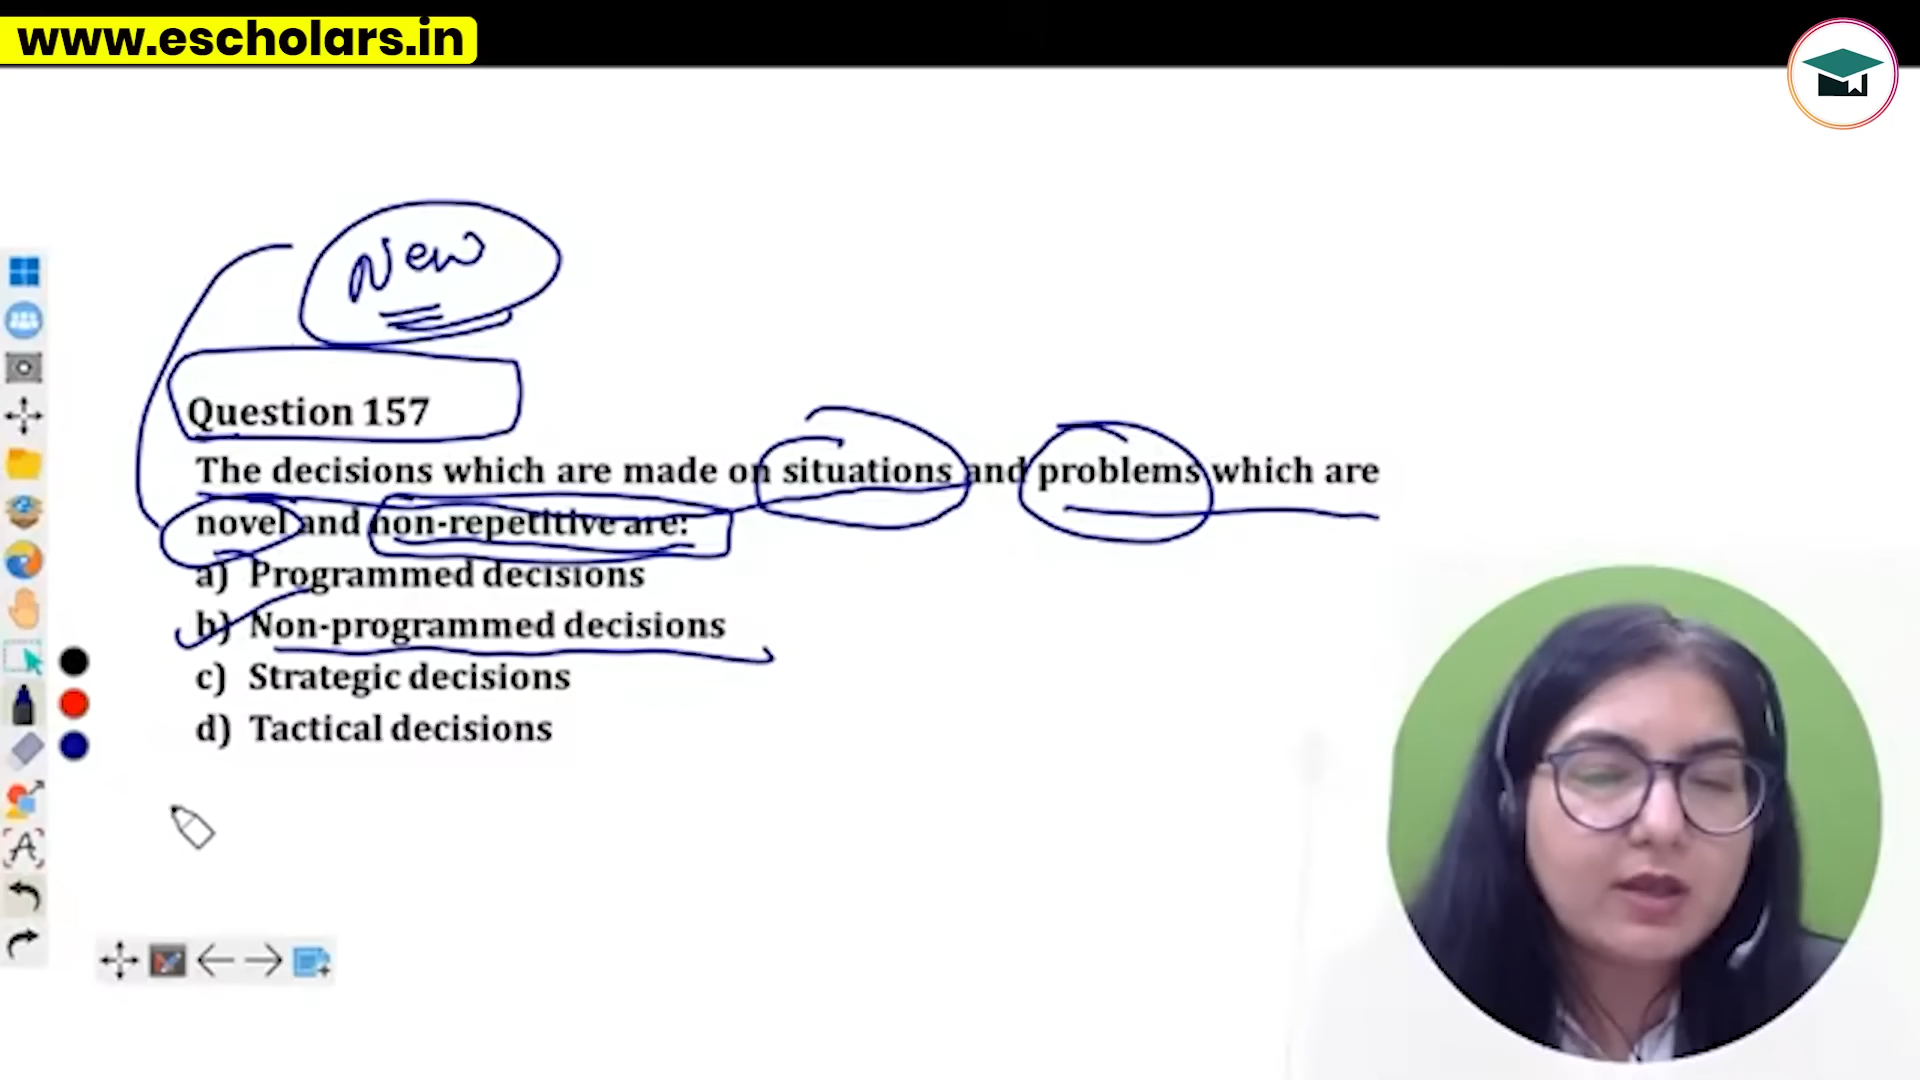 www.escholars.in
New
Question 157
The decisions which are made on situations and problems which are
novel and non-repetitive are:
a) Programmed decisions
b) Non-programmed decisions
c) Strategic decisions
d) Tactical decisions